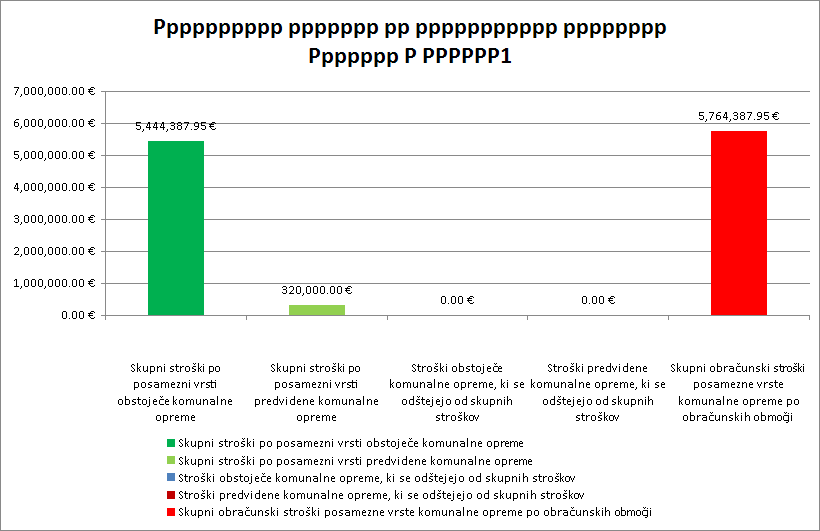 Pppppppppp ppppppp pp ppppppppppp pppppppp
Ppppppp P PPPPPP1
7,000,000.00 €
6,000,000.00 €
5,000,000.00 €
4,000,000.00 €
3,000,000.00 €
2,000,000.00 €
1,000,000.00 €
0.00 €
5,444,387.95 €
320,000.00 €
0.00 €
0.00 €
5,764,387.95 €
Skupni stroški po
posamezni vrsti
obstoječe komunalne
opreme
Skupni stroški po
posamezni vrsti
predvidene komunalne
opreme
Stroški obstoječe
komunalne opreme, ki se
odštejejo od skupnih
stroškov
Stroški predvidene
komunalne opreme, ki se
odštejejo od skupnih
stroškov
Skupni obračunski stroški
posamezne vrste
komunalne opreme po
obračunskih območji
Skupni stroški po posamezni vrsti obstoječe komunalne opreme
Skupni stroški po posamezni vrsti predvidene komunalne opreme
Stroški obstoječe komunalne opreme, ki se odštejejo od skupnih stroškov
Stroški predvidene komunalne opreme, ki se odštejejo od skupnih stroškov
Skupni obračunski stroški posamezne vrste komunalne opreme po obračunskih območji